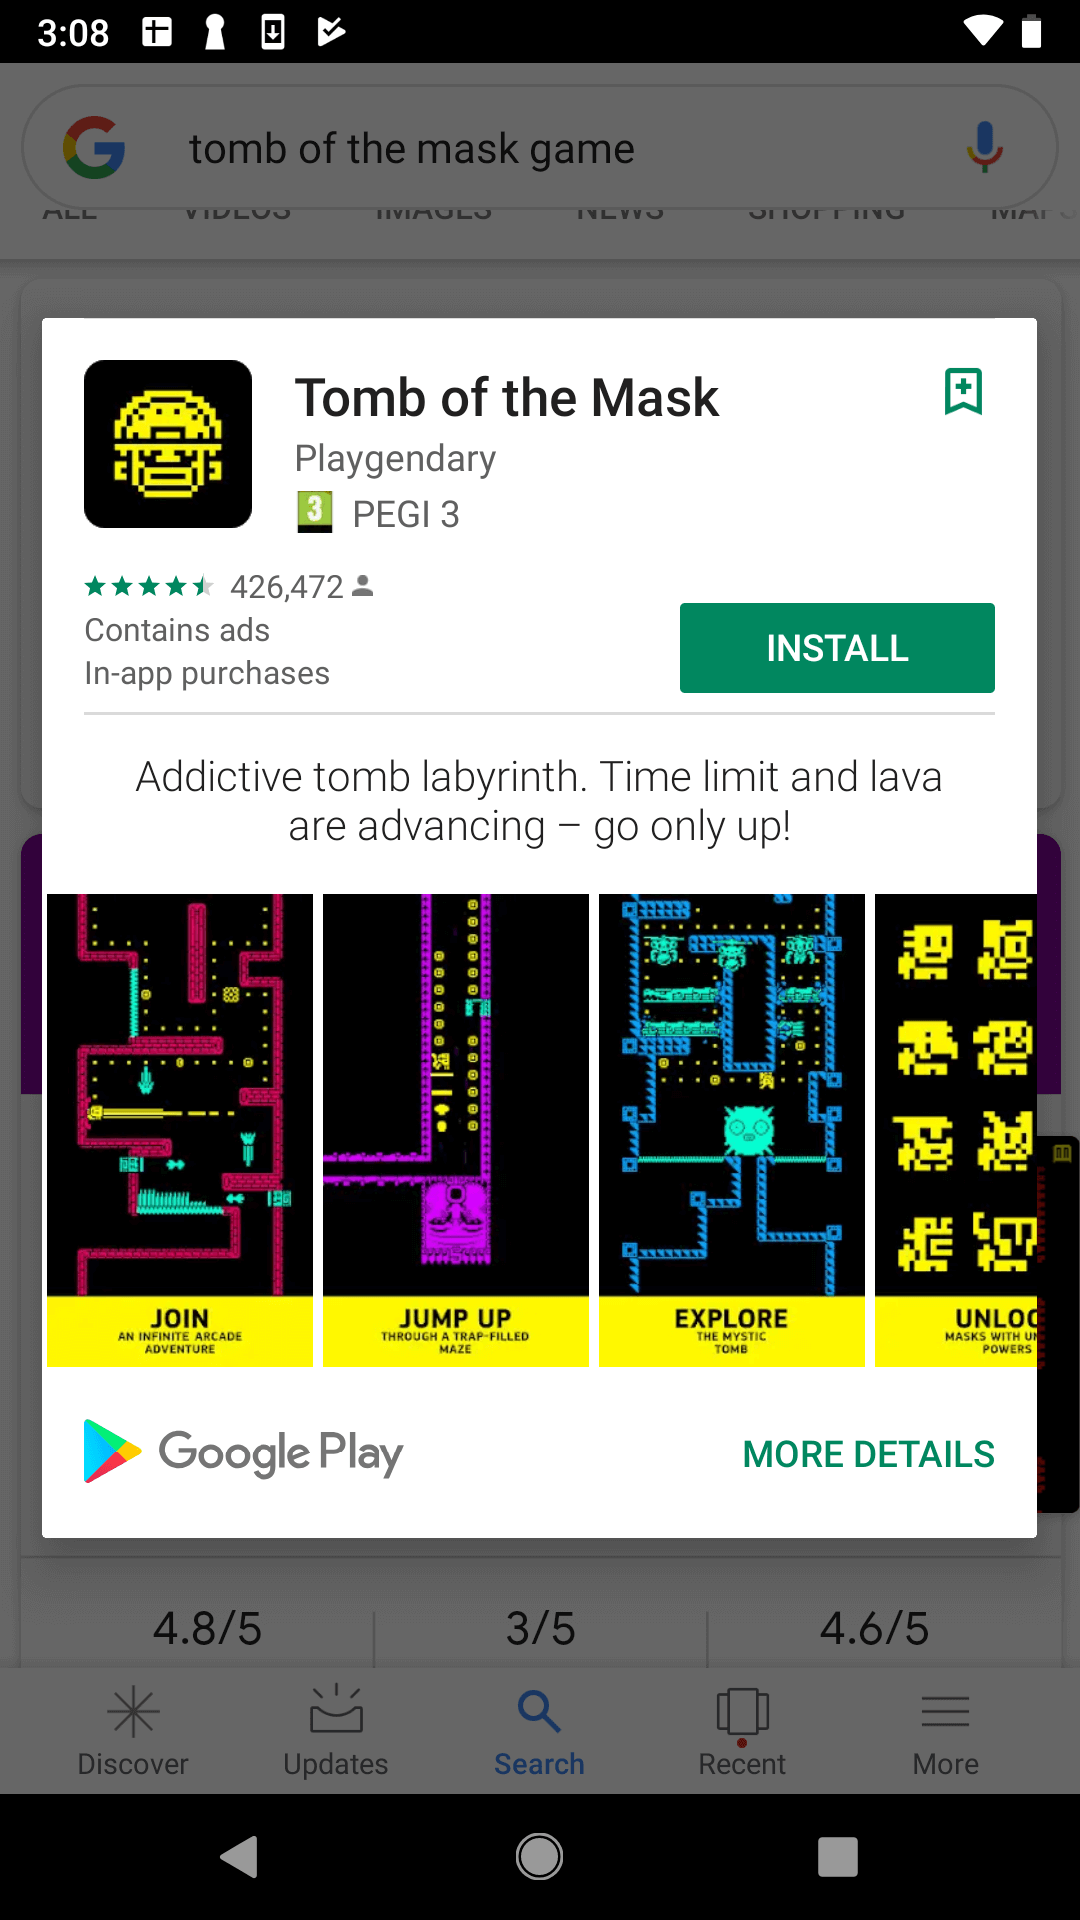 3:08
tomb of the mask game
ALL VIDEOS IMAGES NEWS SHOPPING MAPS
Tomb of the Mask
Playgendary
3 PEGI 3
426,472
Contains ads
In-app purchases
INSTALL
Addictive tomb labyrinth. Time limit and lava
are advancing – go only up!
JOIN
AN INFINITE ARCADE
ADVENTURE
JUMP UP
THROUGH A TRAP-FILLED
MAZE
EXPLORE
THE MYSTIC
TOMB
UNLOC
MASKS WITH UN
POWERS
Google Play
MORE DETAILS
4.8/5 3/5 4.6/5
Discover Updates Search Recent More